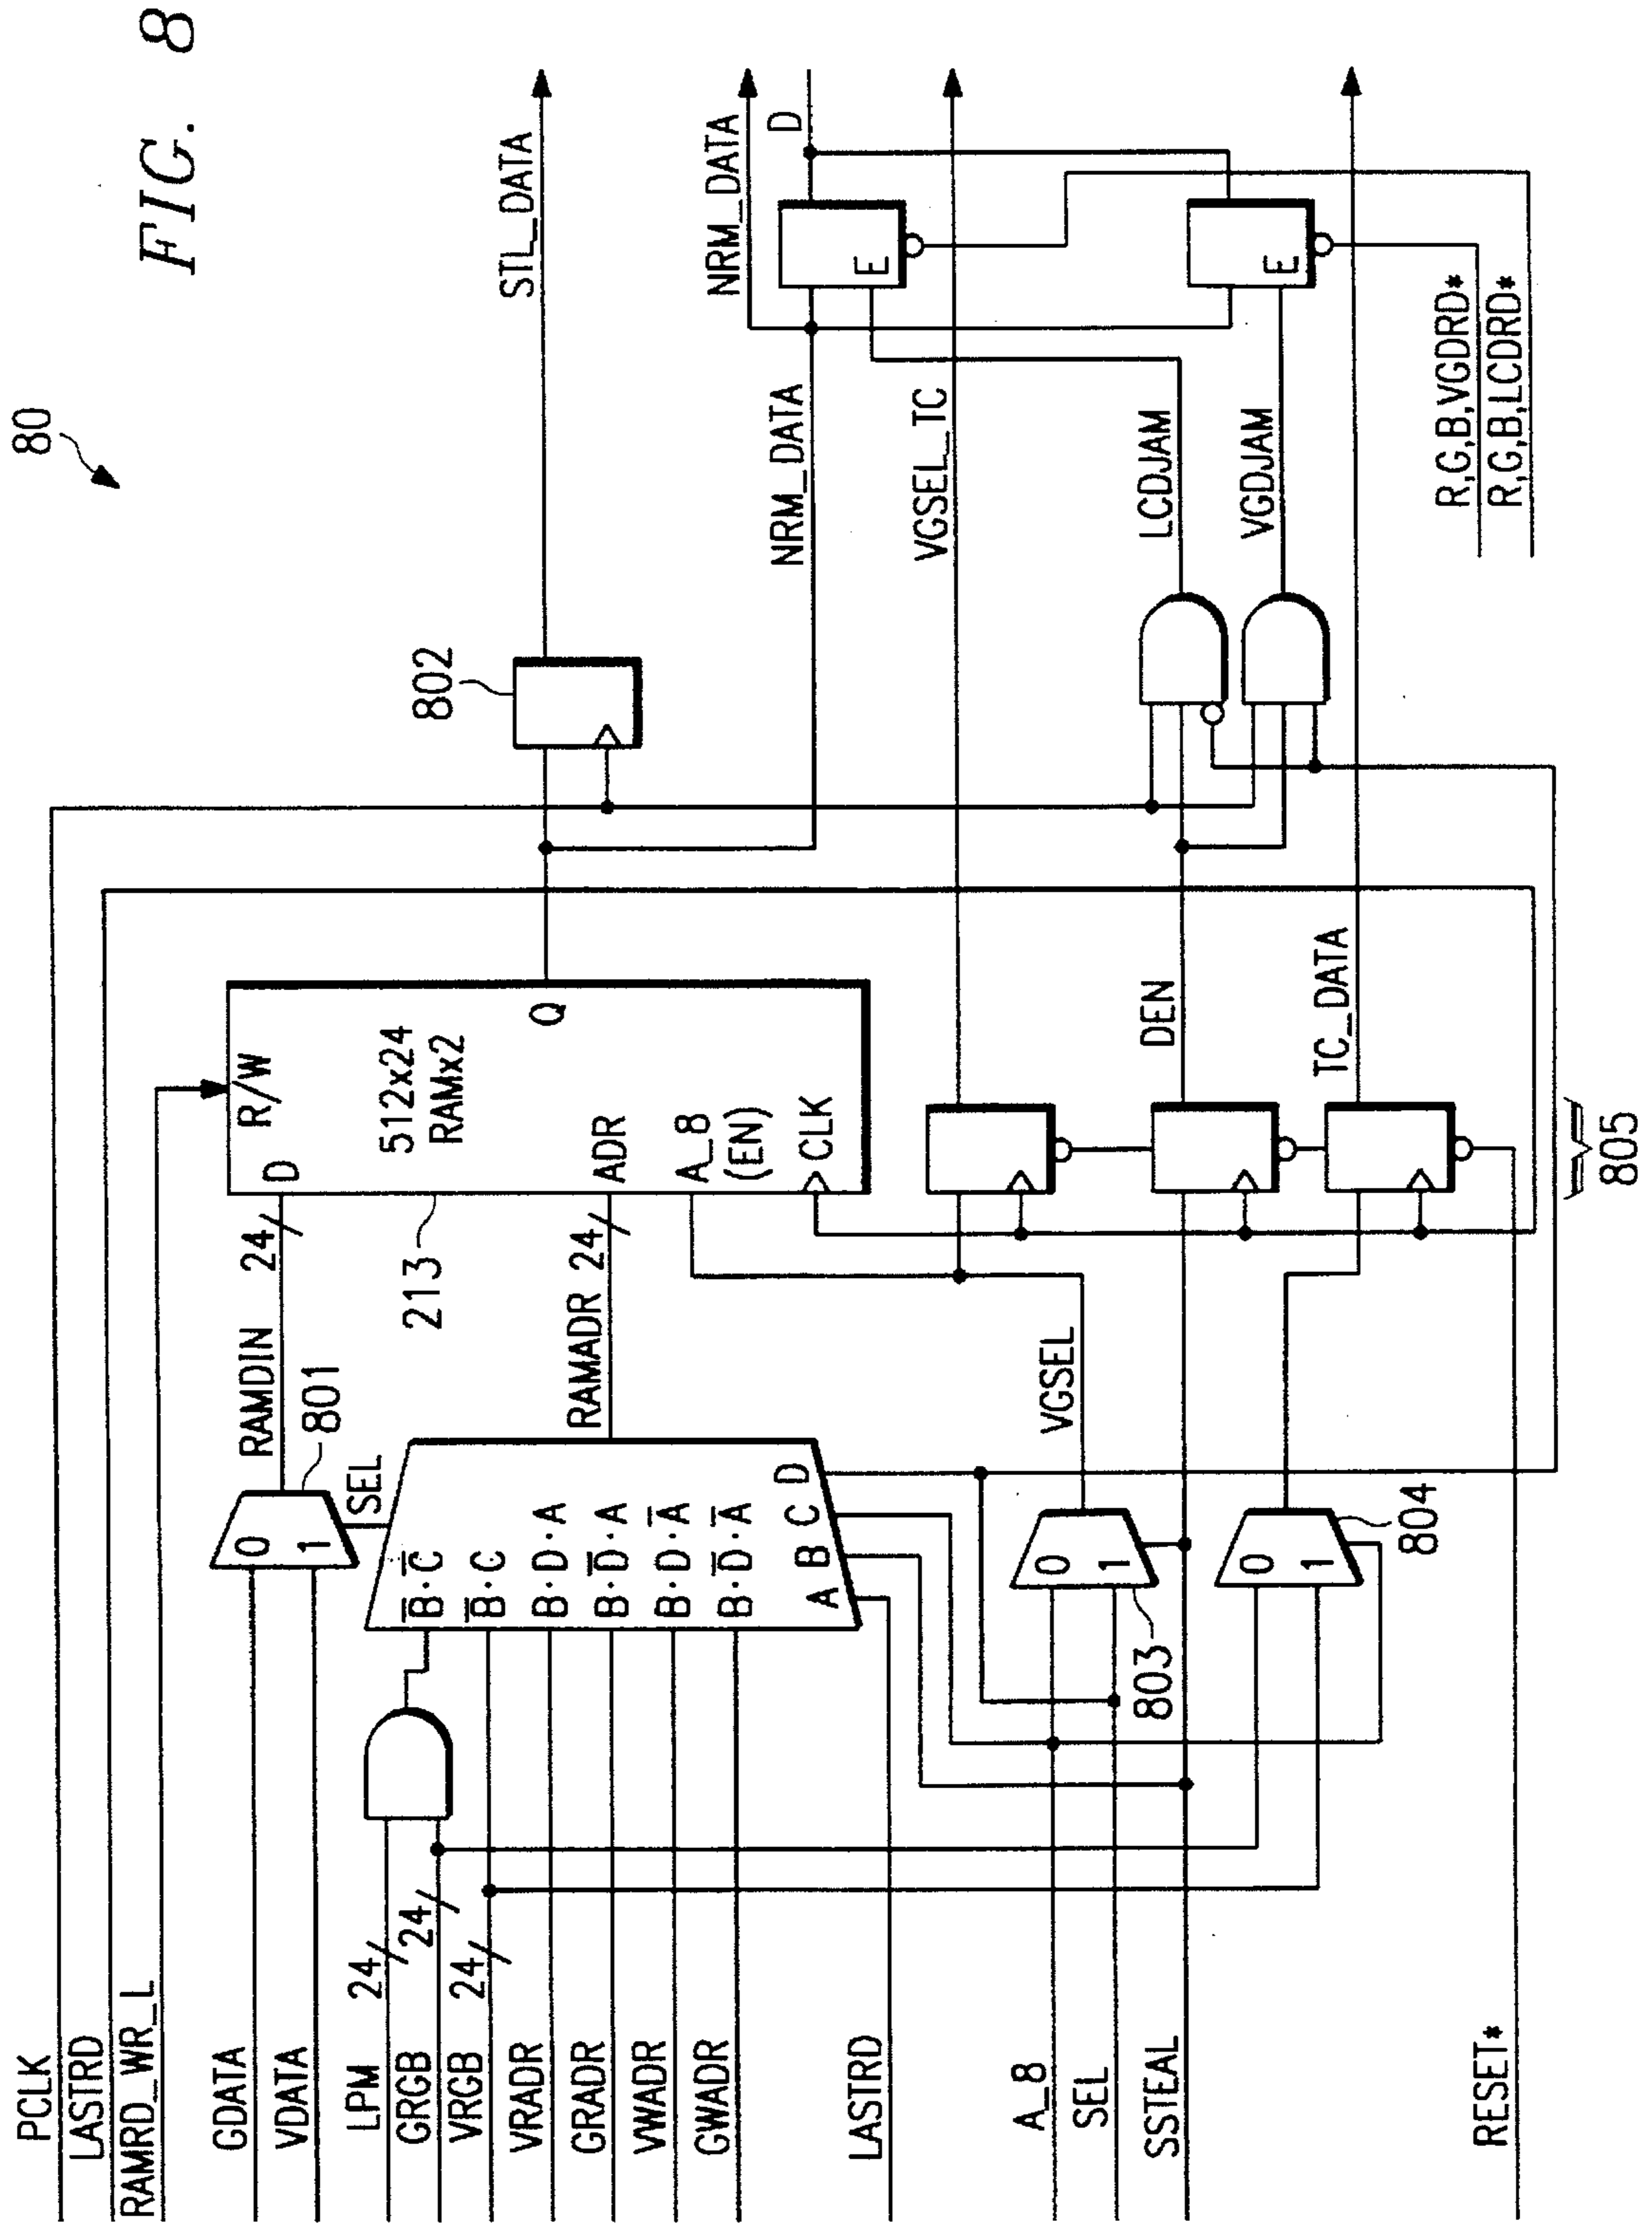 FIG. 8
80
PCLK
LASTRD
RAMRD_WR_L
GDATA
VDATA
LPM
GRGB
VRGB
VRADR
GRADR
VWADR
GWADR
LASTRD
A_8
SEL
SSTEAL
RESET*
24
24
24
0
1
801
SEL
RAMDIN
24
B̅·C̅
B̅·C
B·D·A
B·D̅·A
B·D·A̅
B·D̅·A̅
A
B
C
D
RAMADR
24
213
D
R/W
512x24
RAMx2
ADR
A_8
(EN)
CLK
Q
0
1
803
VGSEL
0
1
804
805
DEN
TC_DATA
802
STL_DATA
NRM_DATA
NRM_DATA
D
VGSEL_TC
LCDJAM
VGDJAM
E
E
R,G,B,VGDRD*
R,G,B,LCDRD*